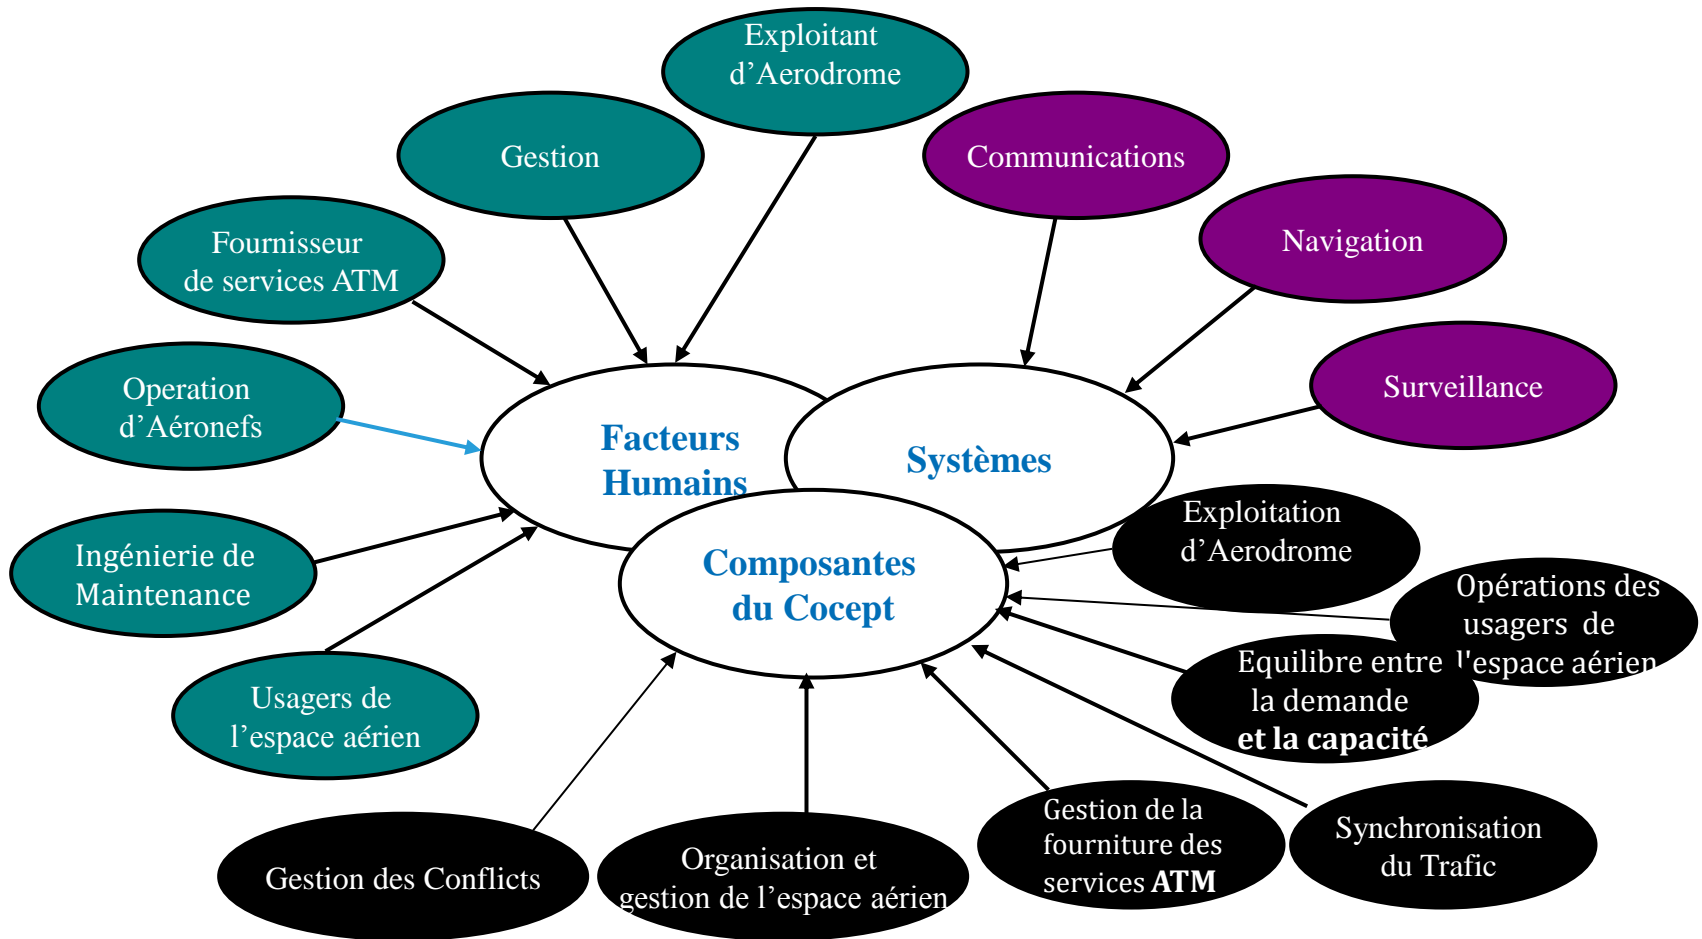 Exploitant
d’Aerodrome
Gestion
Communications
Fournisseur
de services ATM
Navigation
Operation
d’Aéronefs
Surveillance
Facteurs
Humains
Systèmes
Ingénierie de
Maintenance
Composantes
du Cocept
Exploitation
d’Aerodrome
Opérations des
usagers de
l'espace aérien
Equilibre entre
la demande
et la capacité
Usagers de
l’espace aérien
Gestion des Conflicts
Organisation et
gestion de l’espace aérien
Gestion de la
fourniture des
services ATM
Synchronisation
du Trafic